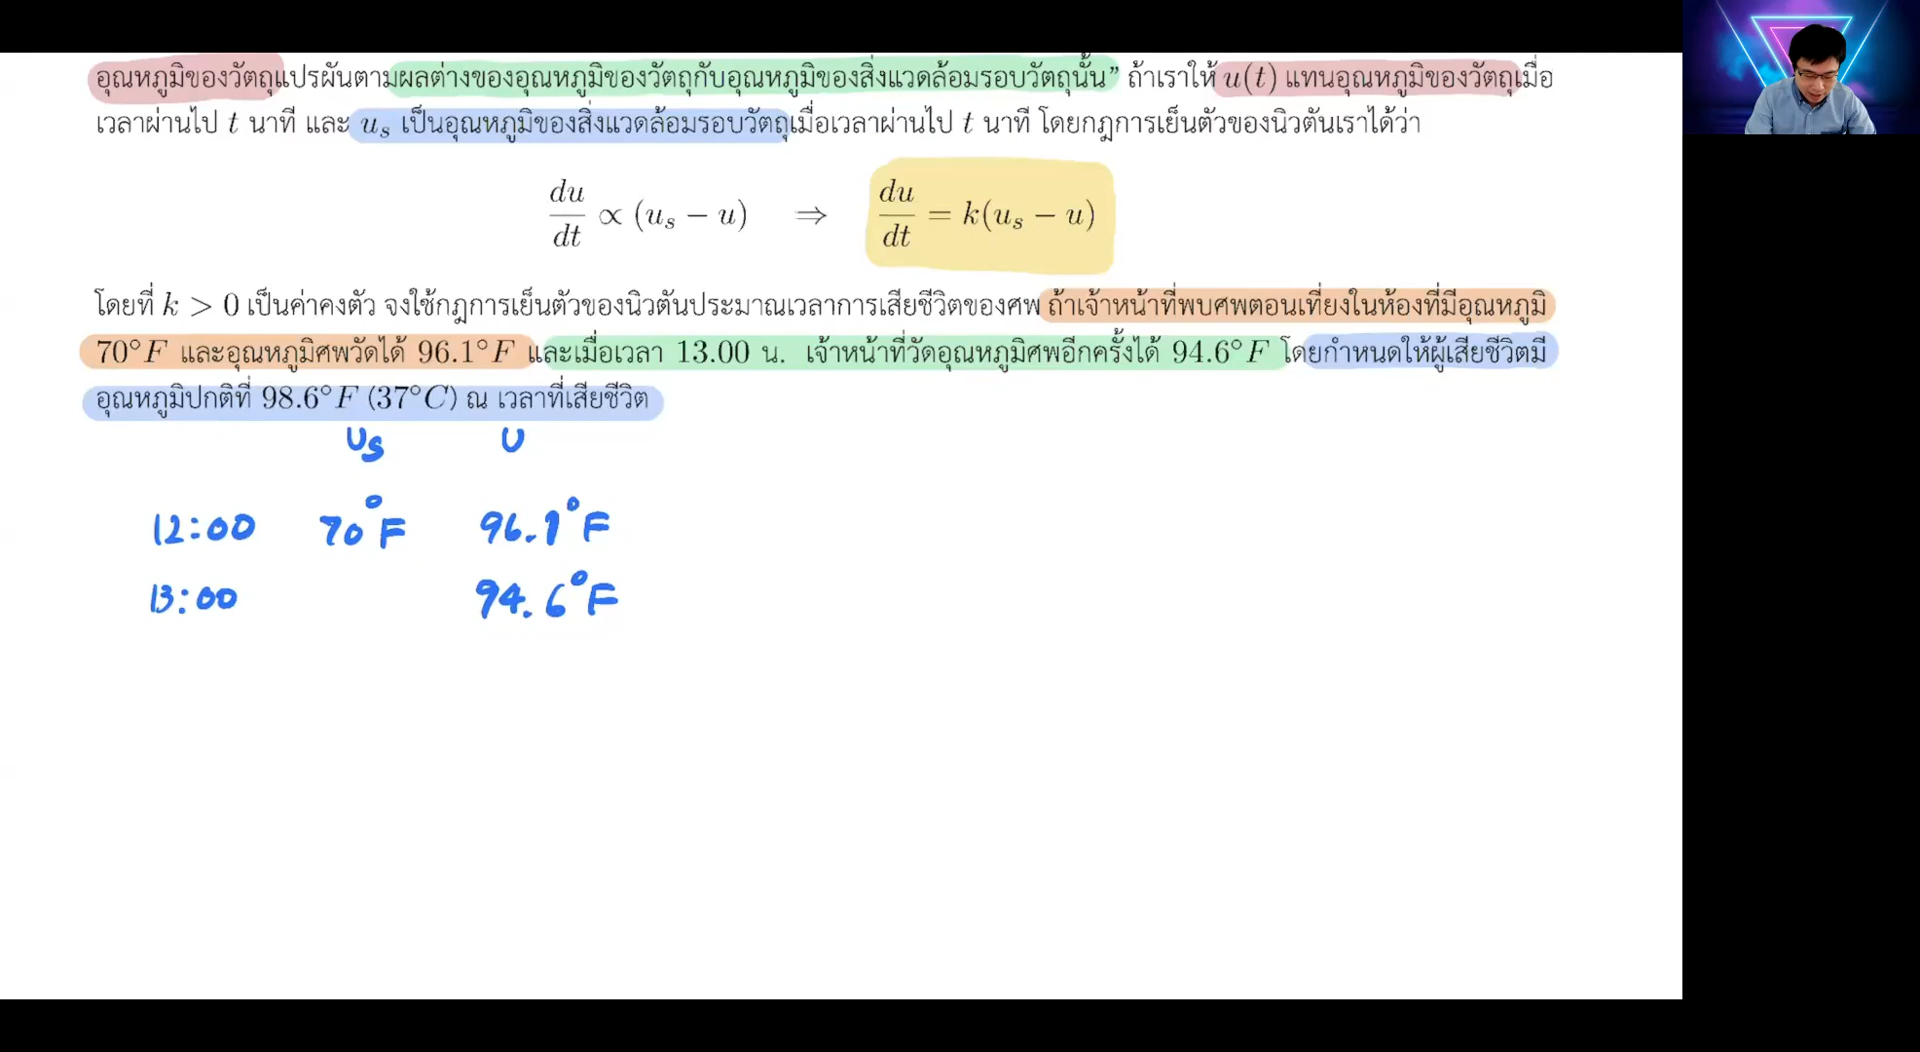 อุณหภูมิของวัตถุแปรผันตามผลต่างของอุณหภูมิของวัตถุกับอุณหภูมิของสิ่งแวดล้อมรอบวัตถุนั้น” ถ้าเราให้ u(t) แทนอุณหภูมิของวัตถุเมื่อ
เวลาผ่านไป t นาที และ u_s เป็นอุณหภูมิของสิ่งแวดล้อมรอบวัตถุเมื่อเวลาผ่านไป t นาที โดยกฎการเย็นตัวของนิวตันเราได้ว่า
du/dt ∝ (u_s − u) ⇒ du/dt = k(u_s − u)
โดยที่ k > 0 เป็นค่าคงตัว จงใช้กฎการเย็นตัวของนิวตันประมาณเวลาการเสียชีวิตของศพ ถ้าเจ้าหน้าที่พบศพตอนเที่ยงในห้องที่มีอุณหภูมิ
70°F และอุณหภูมิศพวัดได้ 96.1°F และเมื่อเวลา 13.00 น. เจ้าหน้าที่วัดอุณหภูมิศพอีกครั้งได้ 94.6°F โดยกำหนดให้ผู้เสียชีวิตมี
อุณหภูมิปกติที่ 98.6°F (37°C) ณ เวลาที่เสียชีวิต
U_s U
12:00 70°F 96.1°F
13:00 94.6°F